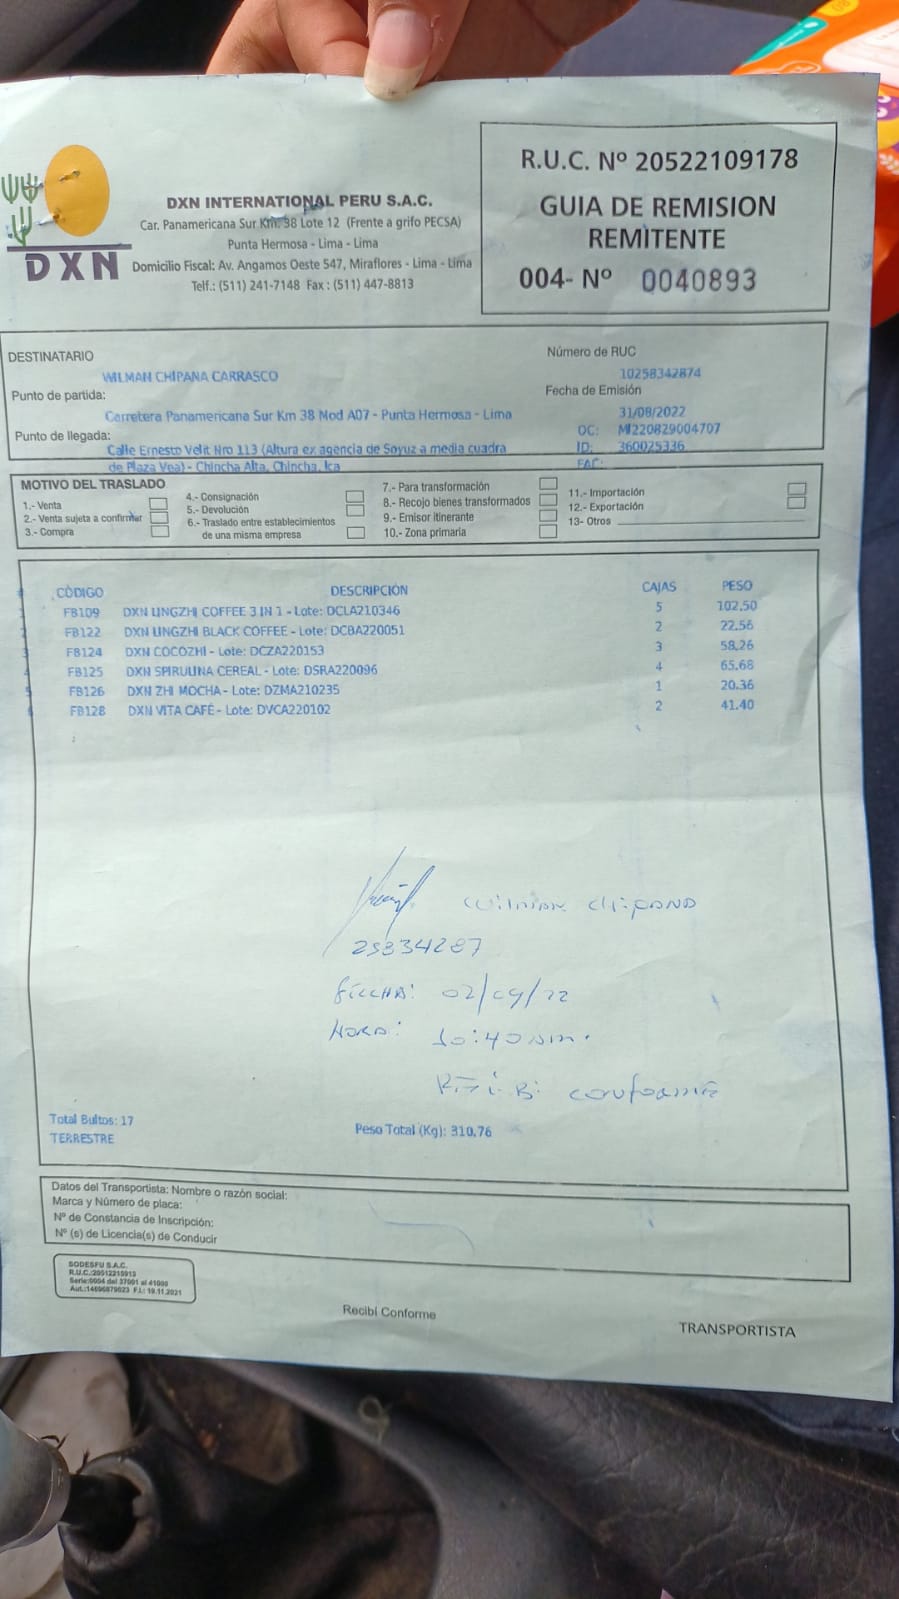 R.U.C. Nº 20522109178
GUIA DE REMISION
REMITENTE
004- Nº 0040893
DXN
DXN INTERNATIONAL PERU S.A.C.
Car. Panamericana Sur Km. 38 Lote 12 (Frente a grifo PECSA)
Punta Hermosa - Lima - Lima
Domicilio Fiscal: Av. Angamos Oeste 547, Miraflores - Lima - Lima
Telf.: (511) 241-7148 Fax : (511) 447-8813
DESTINATARIO
WILMAN CHIPANA CARRASCO
Número de RUC
10258342874
Punto de partida:
Carretera Panamericana Sur Km 38 Mod A07 - Punta Hermosa - Lima
Fecha de Emisión
31/08/2022
Punto de llegada:
Calle Ernesto Velit Nro 113 (Altura ex agencia de Soyuz a media cuadra
de Plaza Vea) - Chincha Alta, Chincha, Ica
OC: MI220829004707
ID: 360025336
FAC:
MOTIVO DEL TRASLADO
1.- Venta
2.- Venta sujeta a confirmar
3.- Compra
4.- Consignación
5.- Devolución
6.- Traslado entre establecimientos
de una misma empresa
7.- Para transformación
8.- Recojo bienes transformados
9.- Emisor itinerante
10.- Zona primaria
11.- Importación
12.- Exportación
13- Otros
CÒDIGO DESCRIPCIÓN CAJAS PESO
FB109 DXN LINGZHI COFFEE 3 IN 1 - Lote: DCLA210346 5 102.50
FB122 DXN LINGZHI BLACK COFFEE - Lote: DCBA220051 2 22.56
FB124 DXN COCOZHI - Lote: DCZA220153 3 58.26
FB125 DXN SPIRULINA CEREAL - Lote: DSRA220096 4 65.68
FB126 DXN ZHI MOCHA - Lote: DZMA210235 1 20.36
FB128 DXN VITA CAFÉ - Lote: DVCA220102 2 41.40
Wilman Chipana
25834287
FECHA: 02/09/22
HORA: 10:40 am.
Recibi conforme
Total Bultos: 17
TERRESTRE
Peso Total (Kg): 310.76
Datos del Transportista: Nombre o razón social:
Marca y Número de placa:
Nº de Constancia de Inscripción:
Nº (s) de Licencia(s) de Conducir
SODESFU S.A.C.
Recibí Conforme
TRANSPORTISTA